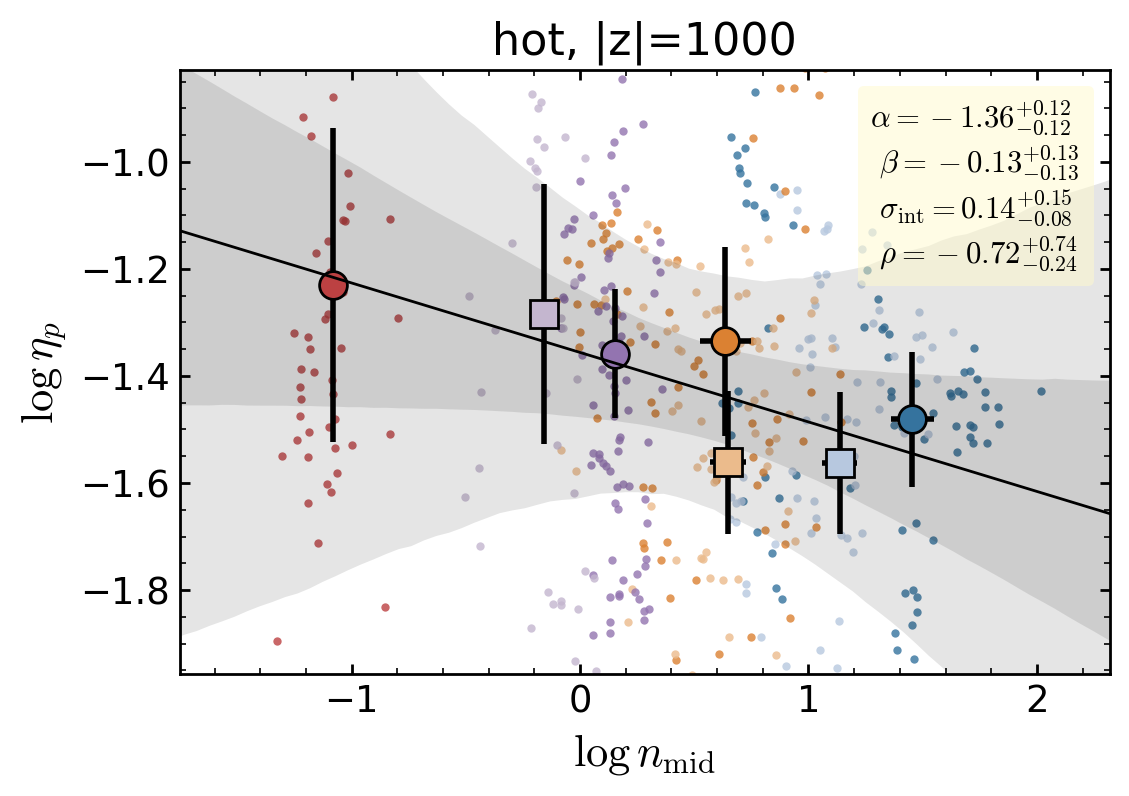 hot, |z|=1000
α = −1.36 +0.12 −0.12
β = −0.13 +0.13 −0.13
σint = 0.14 +0.15 −0.08
ρ = −0.72 +0.74 −0.24
−1.0
−1.2
−1.4
−1.6
−1.8
log ηp
−1
0
1
2
log nmid